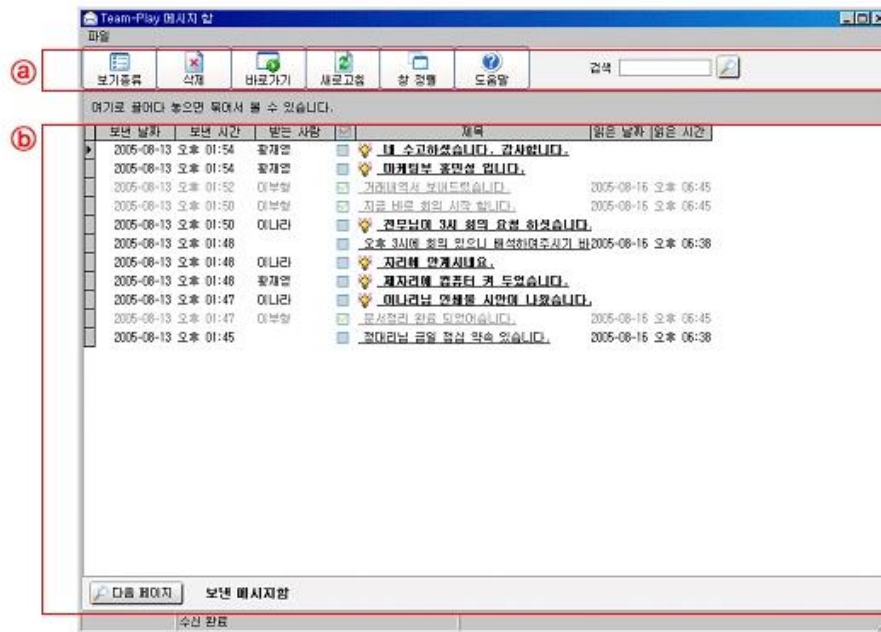 Team-Play 메시지 함
파일
ⓐ
보기종류 삭제 바로가기 새로고침 창 정렬 도움말 검색
여기로 끌어다 놓으면 묶어서 볼 수 있습니다.
ⓑ
보낸 날짜 보낸 시간 받는 사람 제목 읽은 날짜 읽은 시간
2005-08-13 오후 01:54 황재영 네 수고하셨습니다. 감사합니다.
2005-08-13 오후 01:54 황재영 마케팅부 홍민성 입니다.
2005-08-13 오후 01:52 이부형 거래내역서 보내드렸습니다. 2005-08-16 오후 06:45
2005-08-13 오후 01:50 이부형 지금 바로 회의 시작 합니다. 2005-08-16 오후 06:45
2005-08-13 오후 01:50 이나라 전무님이 3시 회의 요청 하셨습니다.
2005-08-13 오후 01:48 오후 3시에 회의 있으니 배석하여주시기 바 2005-08-16 오후 06:38
2005-08-13 오후 01:48 이나라 자리에 안계시네요.
2005-08-13 오후 01:48 황재영 제자리에 컴퓨터 켜 두었습니다.
2005-08-13 오후 01:47 이나라 이나라님 인쇄물 시안이 나왔습니다.
2005-08-13 오후 01:47 이부형 문서정리 완료 되었어습니다. 2005-08-16 오후 06:45
2005-08-13 오후 01:45 정대리님 금일 점심 약속 있습니다. 2005-08-16 오후 06:38
다음 페이지 보낸 메시지함
수신 완료